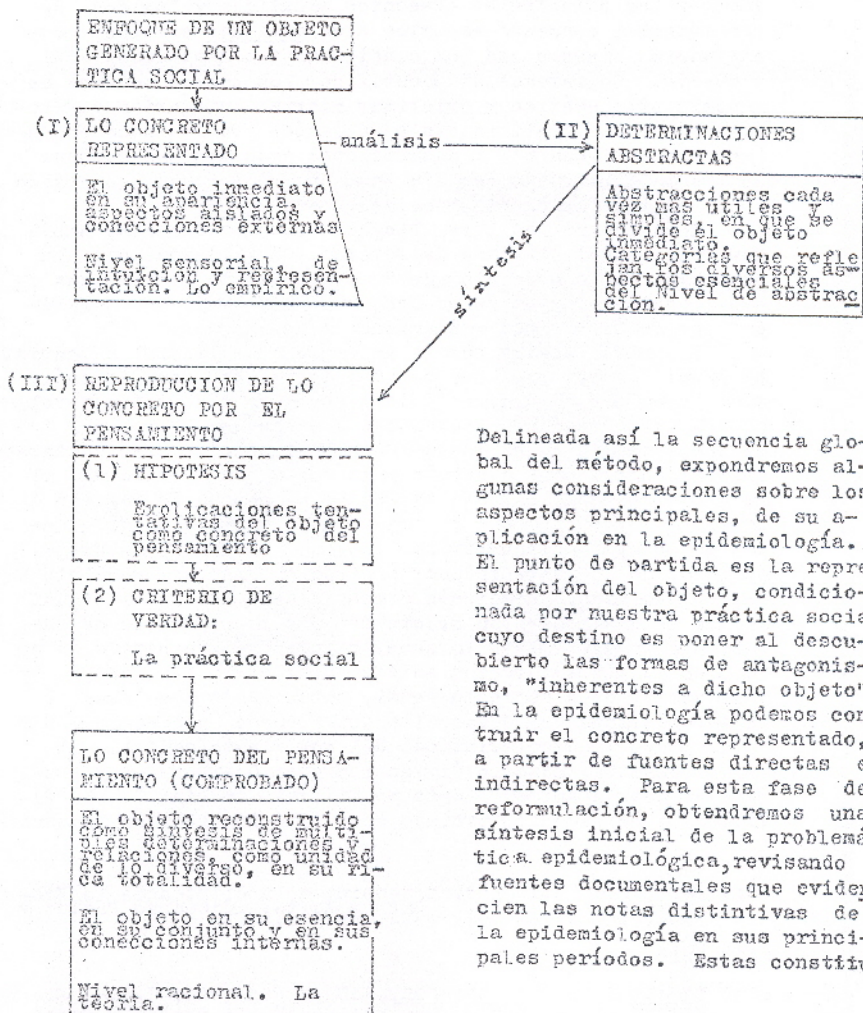 ENFOQUE DE UN OBJETO
GENERADO POR LA PRAC-
TICA SOCIAL
(I) LO CONCRETO
REPRESENTADO
El objeto inmediato
en su apariencia,
aspectos aislados y
conecciones externas
Nivel sensorial, de
intuición y represen-
tación. Lo empírico.
análisis
(II) DETERMINACIONES
ABSTRACTAS
Abstracciones cada
vez mas utiles y
simples, en que se
divide el objeto
inmediato.
Categorías que refle
jan los diversos as-
pectos esenciales
del Nivel de abstrac
ción.
síntesis
(III) REPRODUCCION DE LO
CONCRETO POR EL
PENSAMIENTO
(1) HIPOTESIS
Explicaciones ten-
tativas del objeto
como concreto del
pensamiento
(2) CRITERIO DE
VERDAD:
La práctica social
LO CONCRETO DEL PENSA-
MIENTO (COMPROBADO)
El objeto reconstruido
como síntesis de multi-
ples determinaciones y
relaciones, como unidad
de lo diverso, en su ri-
ca totalidad.
El objeto en su esencia,
en su conjunto y en sus
conecciones internas.
Nivel racional. La
teoría.
Delineada así la secuencia glo-
bal del método, expondremos al-
gunas consideraciones sobre los
aspectos principales, de su a-
plicación en la epidemiología.
El punto de partida es la repre
sentación del objeto, condicio-
nada por nuestra práctica socia
cuyo destino es poner al descu-
bierto las formas de antagonis-
mo, "inherentes a dicho objeto"
En la epidemiología podemos con
truir el concreto representado,
a partir de fuentes directas e
indirectas. Para esta fase de
reformulación, obtendremos una
síntesis inicial de la problemá
tica epidemiológica, revisando
fuentes documentales que eviden
cien las notas distintivas de
la epidemiología en sus princi-
pales períodos. Estas constitu